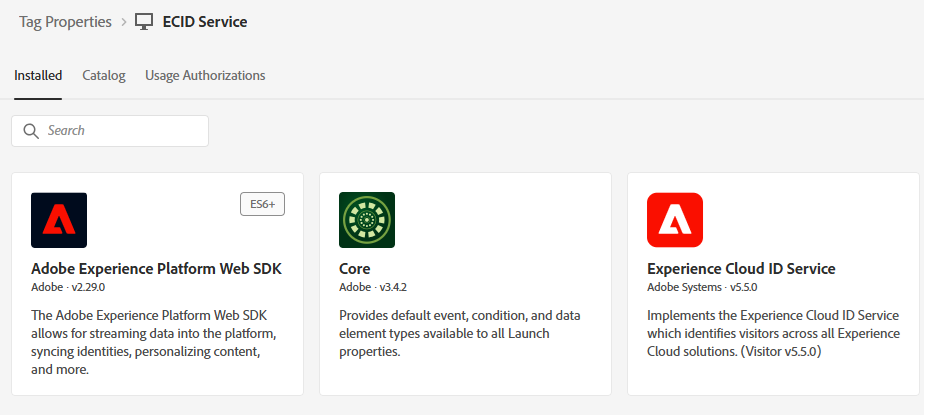 Tag Properties > ECID Service
Installed Catalog Usage Authorizations
Search
ES6+
Adobe Experience Platform Web SDK
Adobe · v2.29.0
The Adobe Experience Platform Web SDK
allows for streaming data into the platform,
syncing identities, personalizing content,
and more.
Core
Adobe · v3.4.2
Provides default event, condition, and data
element types available to all Launch
properties.
Experience Cloud ID Service
Adobe Systems · v5.5.0
Implements the Experience Cloud ID Service
which identifies visitors across all Experience
Cloud solutions. (Visitor v5.5.0)